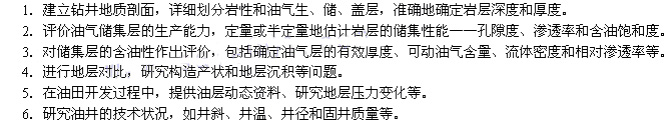 1. 建立钻井地质剖面，详细划分岩性和油气生、储、盖层，准确地确定岩层深度和厚度。
2. 评价油气储集层的生产能力，定量或半定量地估计岩层的储集性能——孔隙度、渗透率和含油饱和度。
3. 对储集层的含油性作出评价，包括确定油气层的有效厚度、可动油气含量、流体密度和相对渗透率等。
4. 进行地层对批，研究构造产状和地层沉积等问题。
5. 在油田开发过程中，提供油层动态资料、研究地层压力变化等。
6. 研究油井的技术状况，如井斜、井温、井径和固井质量等。